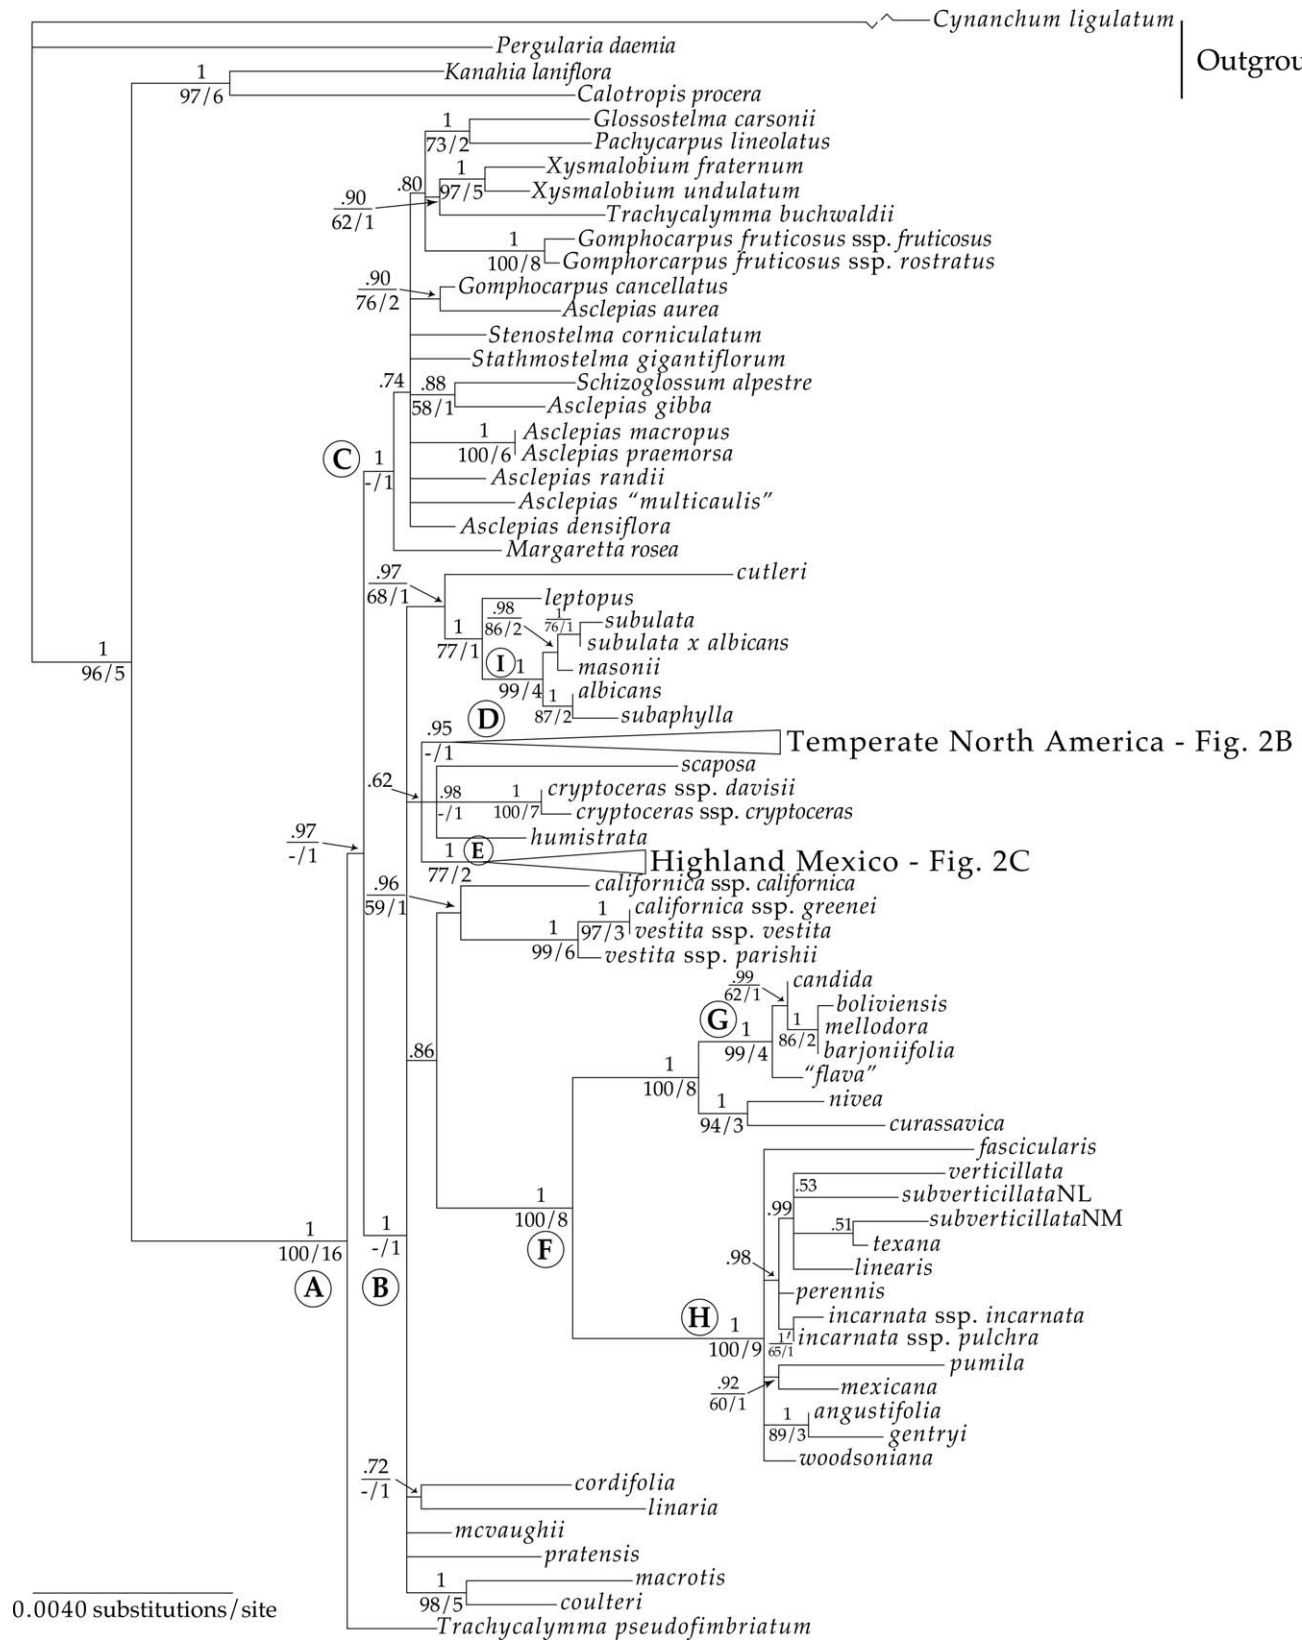 Cynanchum ligulatum
Pergularia daemia
Outgrou
1
Kanahia laniflora
97/6
Calotropis procera
1
Glossostelma carsonii
73/2
Pachycarpus lineolatus
1
Xysmalobium fraternum
.80
97/5
Xysmalobium undulatum
.90
62/1
Trachycalymma buchwaldii
1
Gomphocarpus fruticosus ssp. fruticosus
100/8
Gomphorcarpus fruticosus ssp. rostratus
.90
76/2
Gomphocarpus cancellatus
Asclepias aurea
Stenostelma corniculatum
Stathmostelma gigantiflorum
.74
.88
Schizoglossum alpestre
58/1
Asclepias gibba
1
Asclepias macropus
100/6
Asclepias praemorsa
C
1
-/1
Asclepias randii
Asclepias “multicaulis”
Asclepias densiflora
Margaretta rosea
.97
68/1
cutleri
leptopus
.98
86/2
1
76/1
subulata
1
77/1
subulata x albicans
I
1
masonii
99/4
1
albicans
87/2
subaphylla
1
96/5
D
.95
-/1
Temperate North America - Fig. 2B
scaposa
.62
.98
-/1
1
100/7
cryptoceras ssp. davisii
cryptoceras ssp. cryptoceras
humistrata
.97
-/1
1
E
77/2
Highland Mexico - Fig. 2C
.96
59/1
californica ssp. californica
1
californica ssp. greenei
97/3
1
vestita ssp. vestita
99/6
vestita ssp. parishii
.99
62/1
candida
boliviensis
G
1
99/4
1
86/2
mellodora
barjoniifolia
.86
1
100/8
“flava”
1
nivea
94/3
curassavica
fascicularis
verticillata
.53
subverticillataNL
1
100/8
.99
.51
subverticillataNM
texana
F
.98
linearis
perennis
1
100/16
A
1
-/1
B
incarnata ssp. incarnata
H
1
100/9
1
65/1
incarnata ssp. pulchra
pumila
.92
60/1
mexicana
1
angustifolia
89/3
gentryi
woodsoniana
.72
-/1
cordifolia
linaria
mcvaughii
pratensis
1
macrotis
98/5
coulteri
0.0040 substitutions/site
Trachycalymma pseudofimbriatum